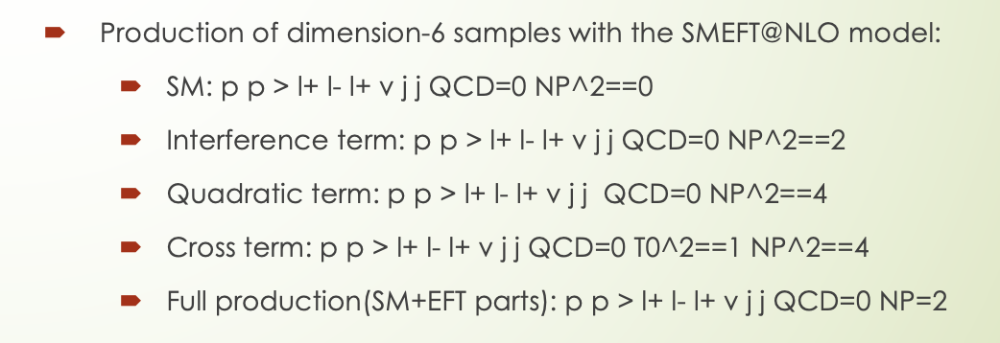 Production of dimension-6 samples with the SMEFT@NLO model:
SM: p p > l+ l- l+ v j j QCD=0 NP^2==0
Interference term: p p > l+ l- l+ v j j QCD=0 NP^2==2
Quadratic term: p p > l+ l- l+ v j j  QCD=0 NP^2==4
Cross term: p p > l+ l- l+ v j j QCD=0 T0^2==1 NP^2==4
Full production(SM+EFT parts): p p > l+ l- l+ v j j QCD=0 NP=2